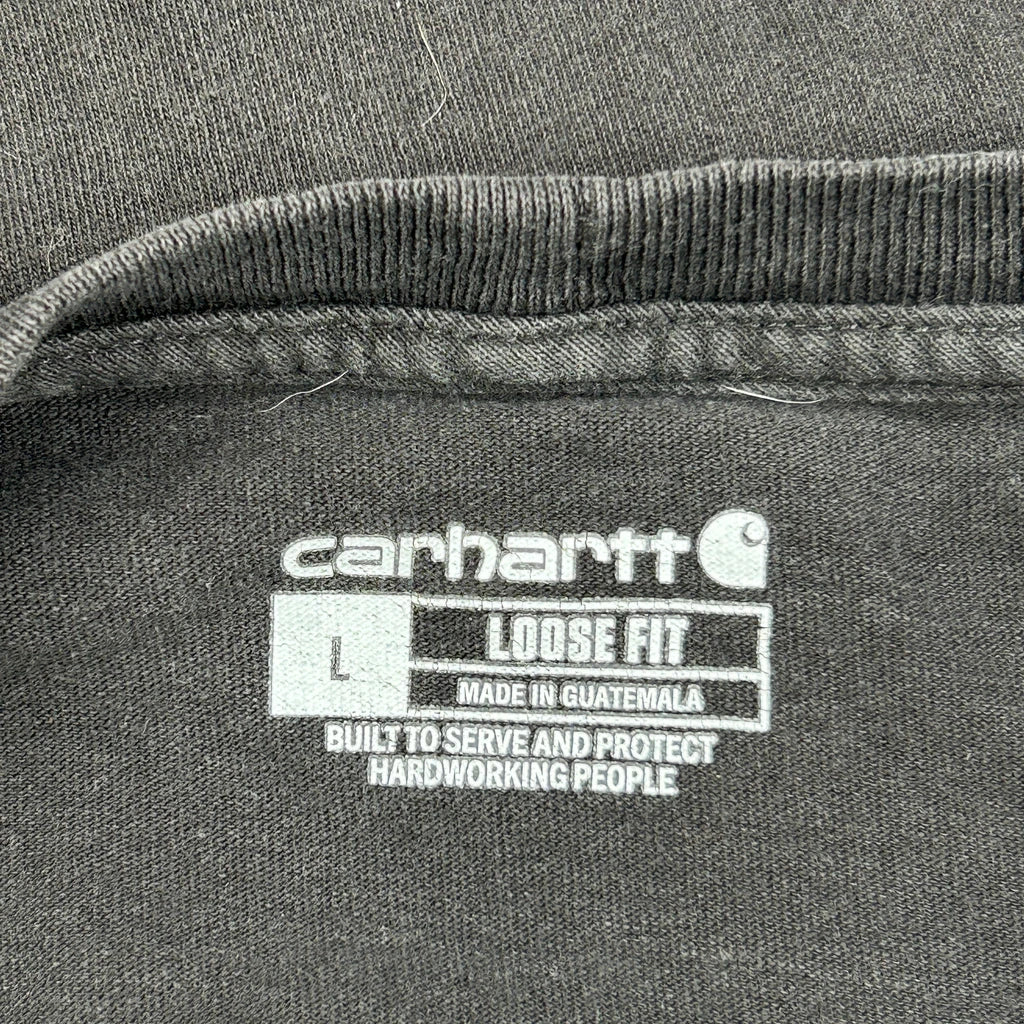 carhartt
L
LOOSE FIT
MADE IN GUATEMALA
BUILT TO SERVE AND PROTECT
HARDWORKING PEOPLE